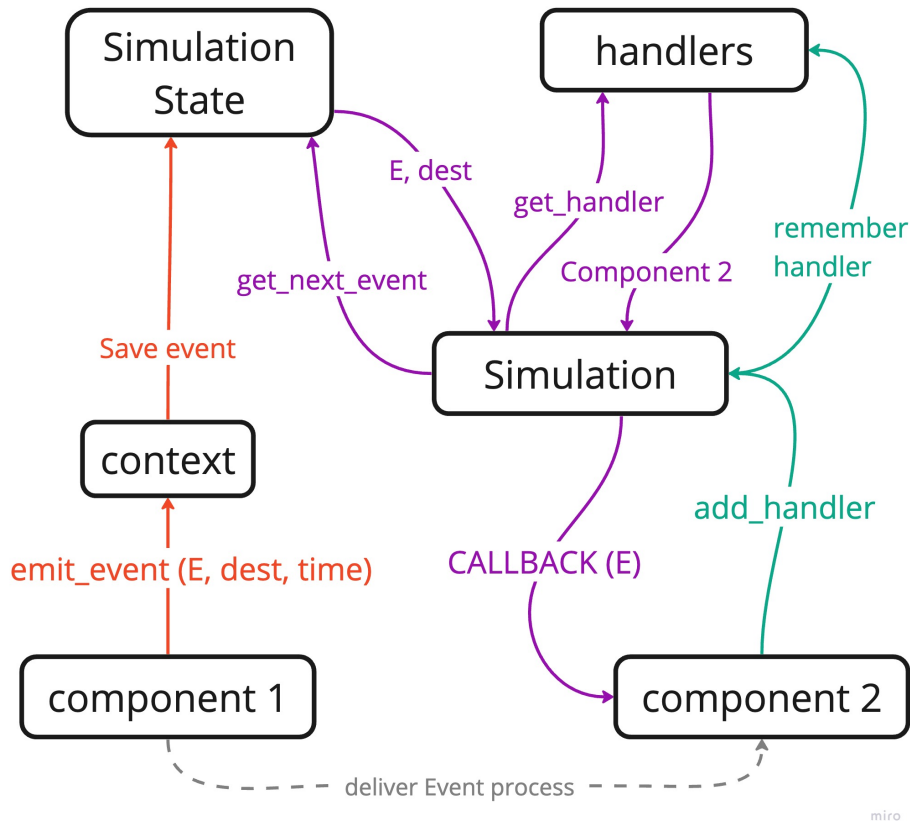 Simulation
State
handlers
E, dest
get_handler
remember
handler
Component 2
get_next_event
Save event
Simulation
context
add_handler
CALLBACK (E)
emit_event (E, dest, time)
component 1
component 2
deliver Event process
miro